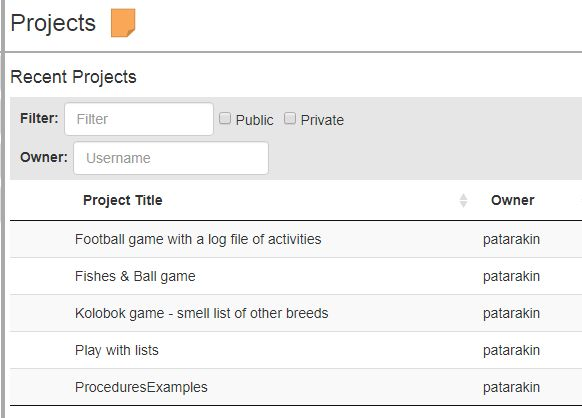 Projects
Recent Projects
Filter: Filter Public Private
Owner: Username
Project Title Owner
Football game with a log file of activities patarakin
Fishes & Ball game patarakin
Kolobok game - smell list of other breeds patarakin
Play with lists patarakin
ProceduresExamples patarakin